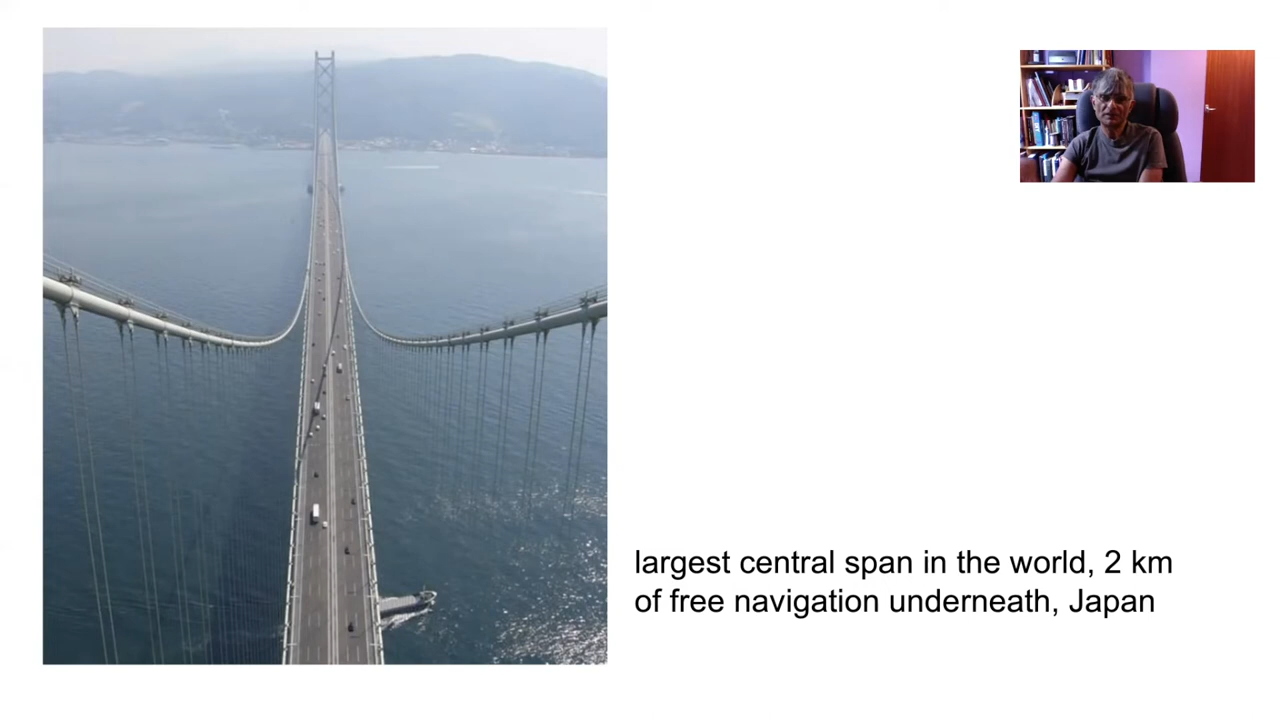 largest central span in the world, 2 km
of free navigation underneath, Japan